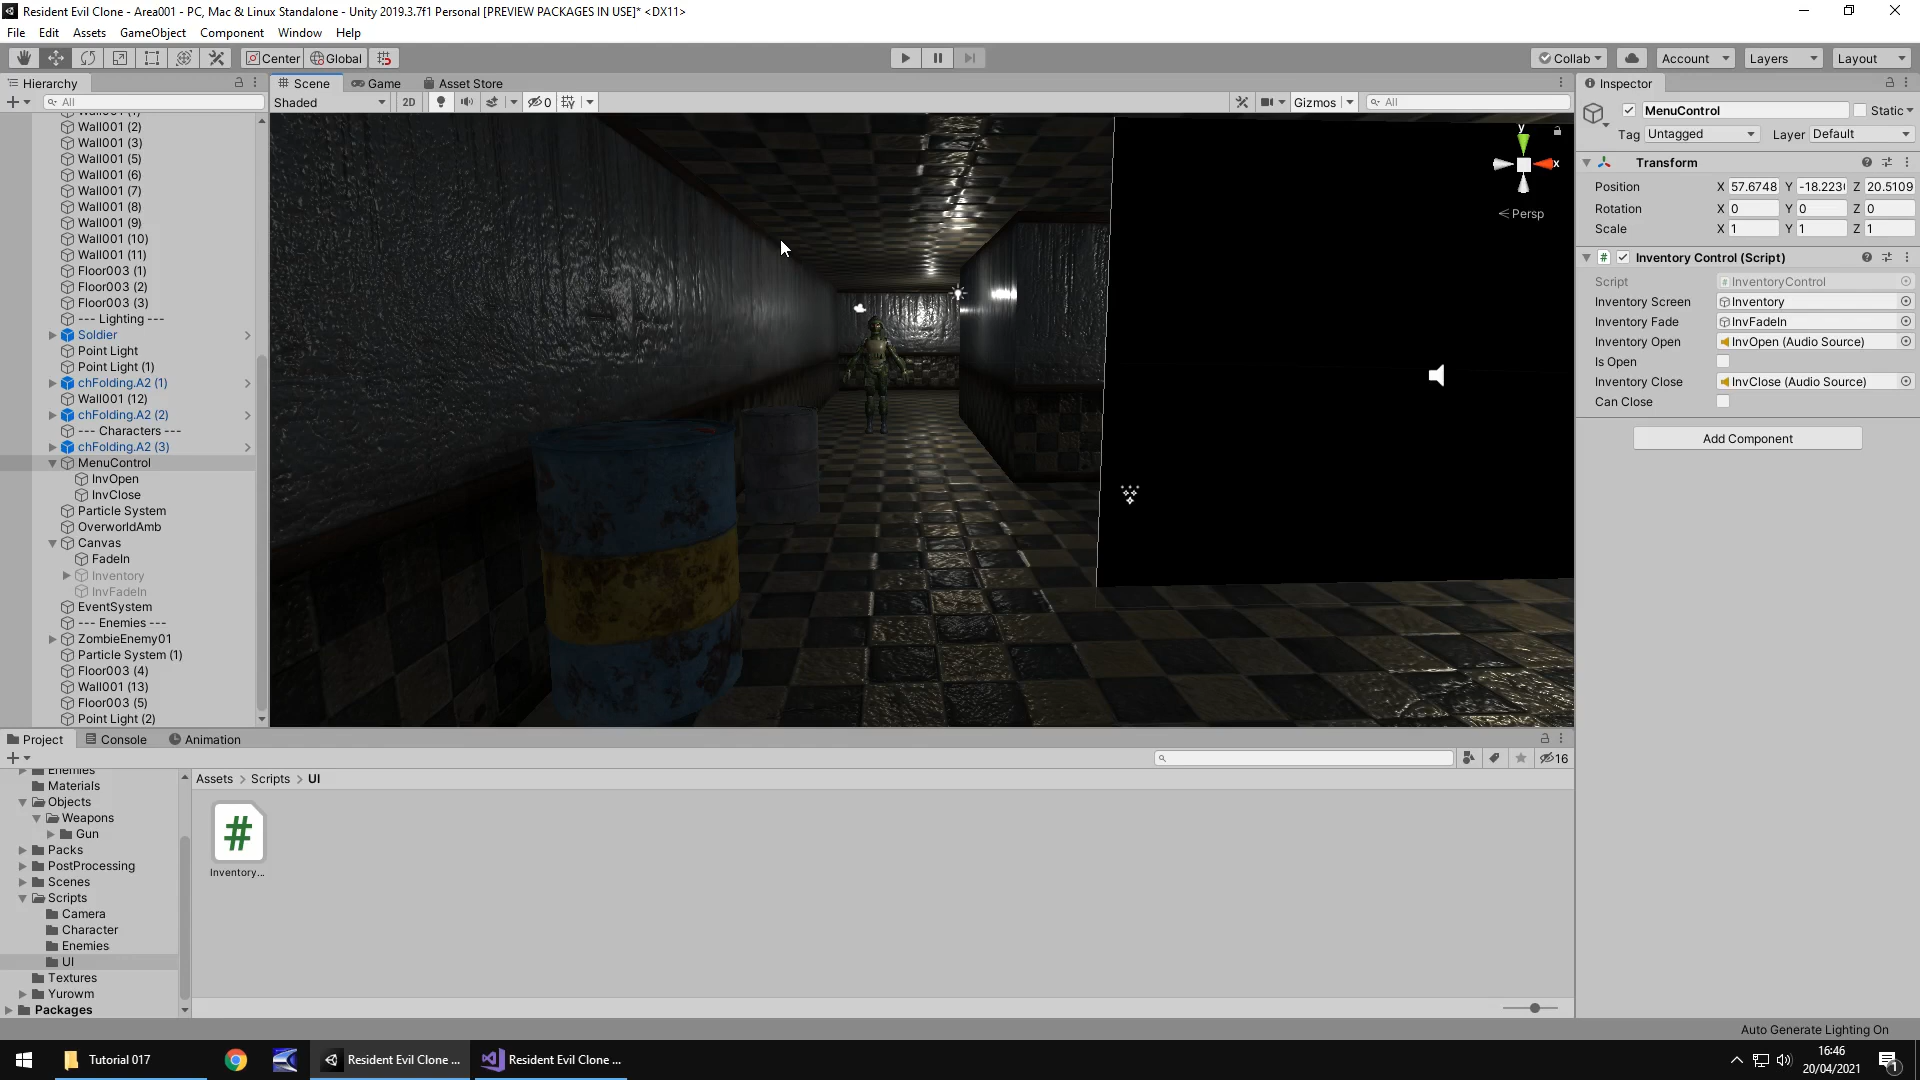 Resident Evil Clone - Area001 - PC, Mac & Linux Standalone - Unity 2019.3.7f1 Personal [PREVIEW PACKAGES IN USE]* <DX11>
File Edit Assets GameObject Component Window Help
Center Global Collab Account Layers Layout
Hierarchy
All
Wall001 (1)
Wall001 (2)
Wall001 (3)
Wall001 (5)
Wall001 (6)
Wall001 (7)
Wall001 (8)
Wall001 (9)
Wall001 (10)
Wall001 (11)
Floor003 (1)
Floor003 (2)
Floor003 (3)
--- Lighting ---
Soldier
Point Light
Point Light (1)
chFolding.A2 (1)
Wall001 (12)
chFolding.A2 (2)
--- Characters ---
chFolding.A2 (3)
MenuControl
InvOpen
InvClose
Particle System
OverworldAmb
Canvas
FadeIn
Inventory
InvFadeIn
EventSystem
--- Enemies ---
ZombieEnemy01
Particle System (1)
Floor003 (4)
Wall001 (13)
Floor003 (5)
Point Light (2)
Scene Game Asset Store
Shaded 2D 0 Gizmos All
y
x
Persp
Inspector
MenuControl Static
Tag Untagged Layer Default
Transform
Position X 57.6748 Y -18.223 Z 20.5109
Rotation X 0 Y 0 Z 0
Scale X 1 Y 1 Z 1
# Inventory Control (Script)
Script # InventoryControl
Inventory Screen Inventory
Inventory Fade InvFadeIn
Inventory Open InvOpen (Audio Source)
Is Open
Inventory Close InvClose (Audio Source)
Can Close
Add Component
Project Console Animation
16
Enemies
Materials
Objects
Weapons
Gun
Packs
PostProcessing
Scenes
Scripts
Camera
Character
Enemies
UI
Textures
Yurowm
Packages
Assets > Scripts > UI
#
Inventory...
Auto Generate Lighting On
Tutorial 017
Resident Evil Clone ...
Resident Evil Clone ...
16:46
20/04/2021
1